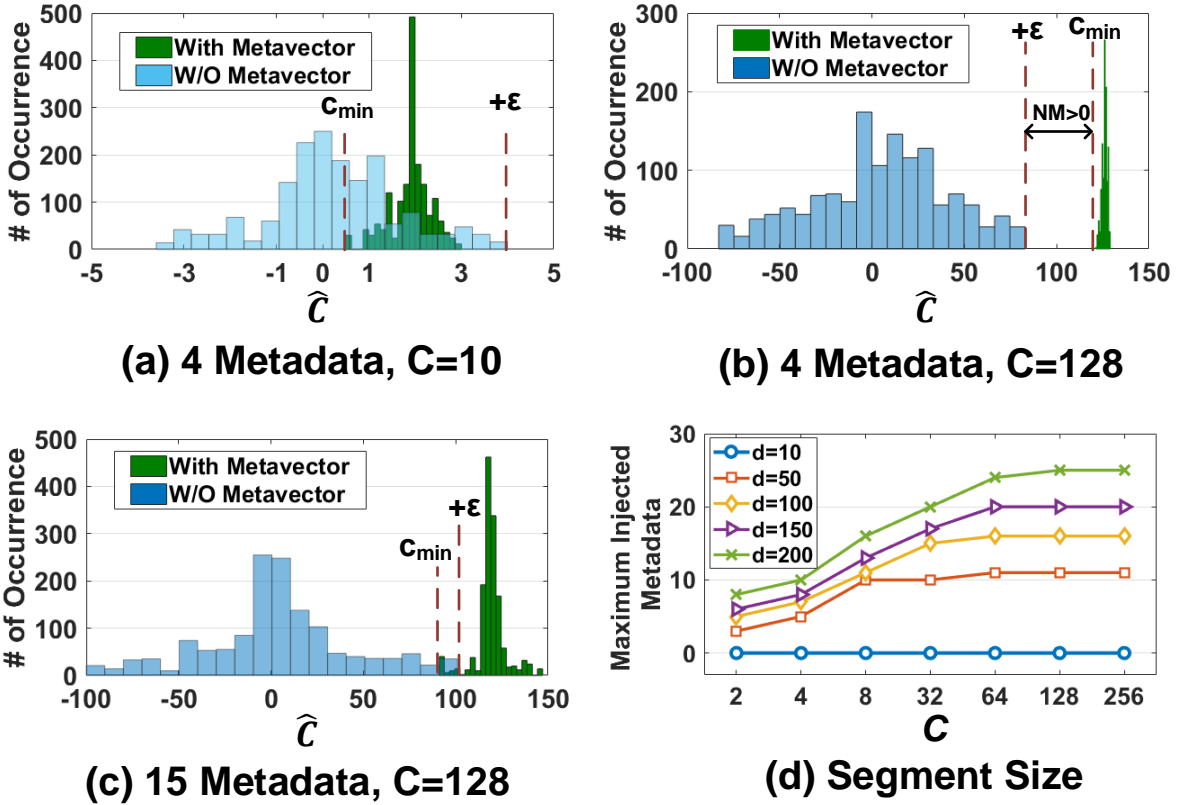 500
400
300
200
100
0
# of Occurrence
With Metavector
W/O Metavector
c_min
+ε
-5
-3
-1
0
1
3
5
Ĉ
(a) 4 Metadata, C=10
300
200
100
0
# of Occurrence
With Metavector
W/O Metavector
+ε
c_min
NM>0
-100
-50
0
50
100
150
Ĉ
(b) 4 Metadata, C=128
500
400
300
200
100
0
# of Occurrence
With Metavector
W/O Metavector
c_min
+ε
-100
-50
0
50
100
150
Ĉ
(c) 15 Metadata, C=128
30
20
10
0
Maximum Injected
Metadata
d=10
d=50
d=100
d=150
d=200
2
4
8
32
64
128
256
C
(d) Segment Size